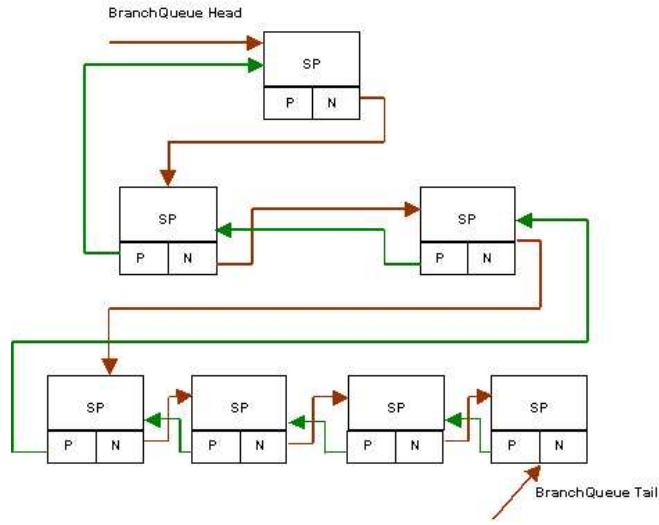 BranchQueue Head
SP
P N
SP SP
P N P N
SP SP SP SP
P N P N P N P N
BranchQueue Tail